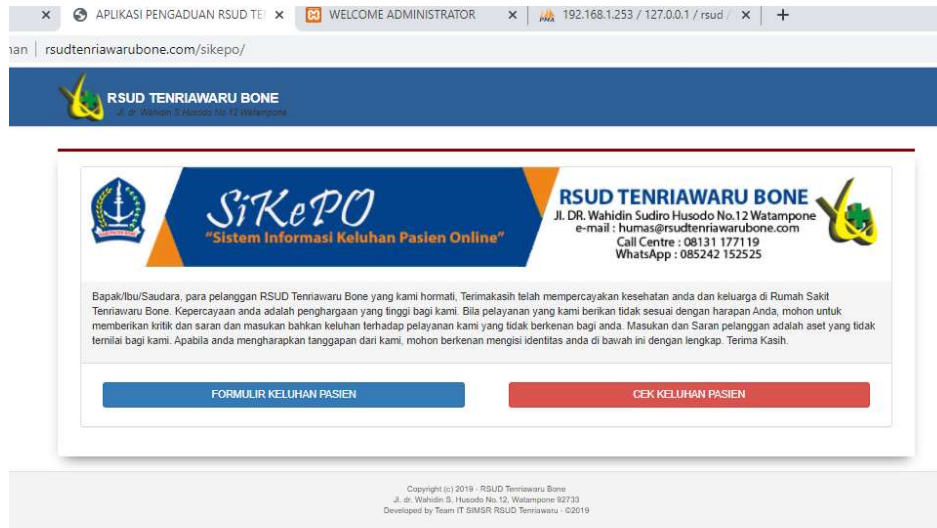 APLIKASI PENGADUAN RSUD TE
WELCOME ADMINISTRATOR
192.168.1.253 / 127.0.0.1 / rsud /
rsudtenriawarubone.com/sikepo/
RSUD TENRIAWARU BONE
Jl. dr. Wahidin S Husodo No.12 Watampone
SiKePO
"Sistem Informasi Keluhan Pasien Online"
RSUD TENRIAWARU BONE
Jl. DR. Wahidin Sudiro Husodo No.12 Watampone
e-mail : humas@rsudtenriawarubone.com
Call Centre : 08131 177119
WhatsApp : 085242 152525
Bapak/Ibu/Saudara, para pelanggan RSUD Tenriawaru Bone yang kami hormati, Terimakasih telah mempercayakan kesehatan anda dan keluarga di Rumah Sakit
Tenriawaru Bone. Kepercayaan anda adalah penghargaan yang tinggi bagi kami. Bila pelayanan yang kami berikan tidak sesuai dengan harapan Anda, mohon untuk
memberikan kritik dan saran dan masukan bahkan keluhan terhadap pelayanan kami yang tidak berkenan bagi anda. Masukan dan Saran pelanggan adalah aset yang tidak
ternilai bagi kami. Apabila anda mengharapkan tanggapan dari kami, mohon berkenan mengisi identitas anda di bawah ini dengan lengkap. Terima Kasih.
FORMULIR KELUHAN PASIEN
CEK KELUHAN PASIEN
Copyright (c) 2019 - RSUD Tenriawaru Bone
Jl. dr. Wahidin S. Husodo No.12, Watampone 92733
Developed by Team IT SIMSR RSUD Tenriawaru - ©2019